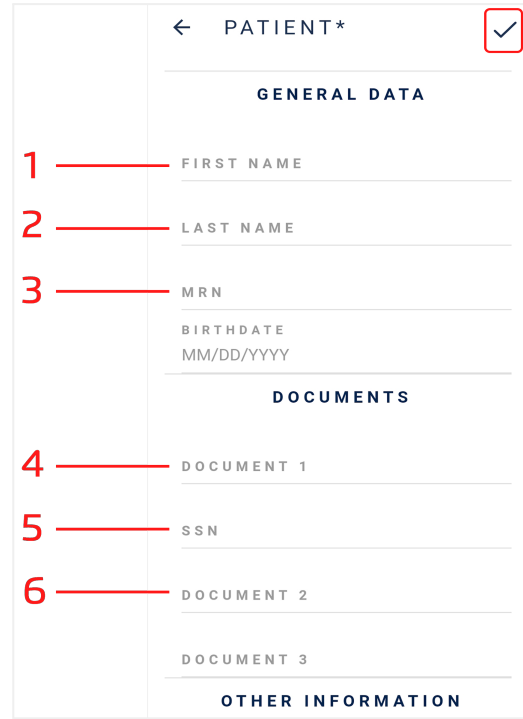 PATIENT*
GENERAL DATA
1 FIRST NAME
2 LAST NAME
3 MRN
BIRTHDATE
MM/DD/YYYY
DOCUMENTS
4 DOCUMENT 1
5 SSN
6 DOCUMENT 2
DOCUMENT 3
OTHER INFORMATION